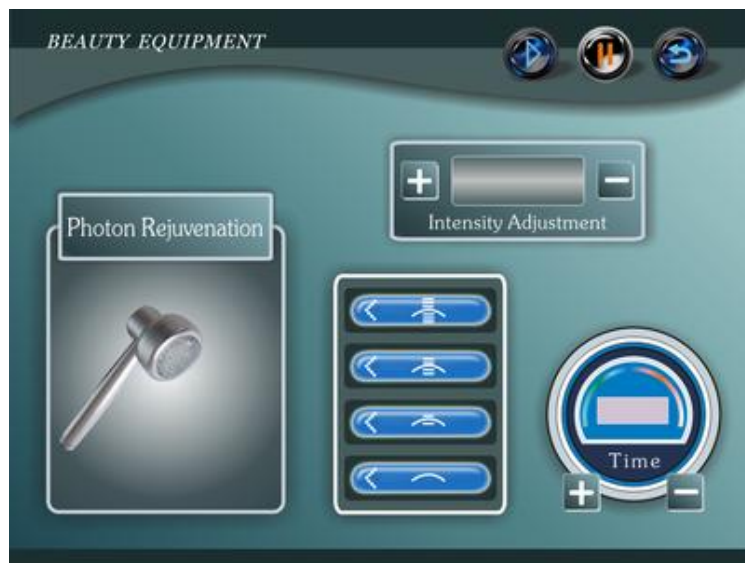 BEAUTY EQUIPMENT
Intensity Adjustment
Photon Rejuvenation
Time